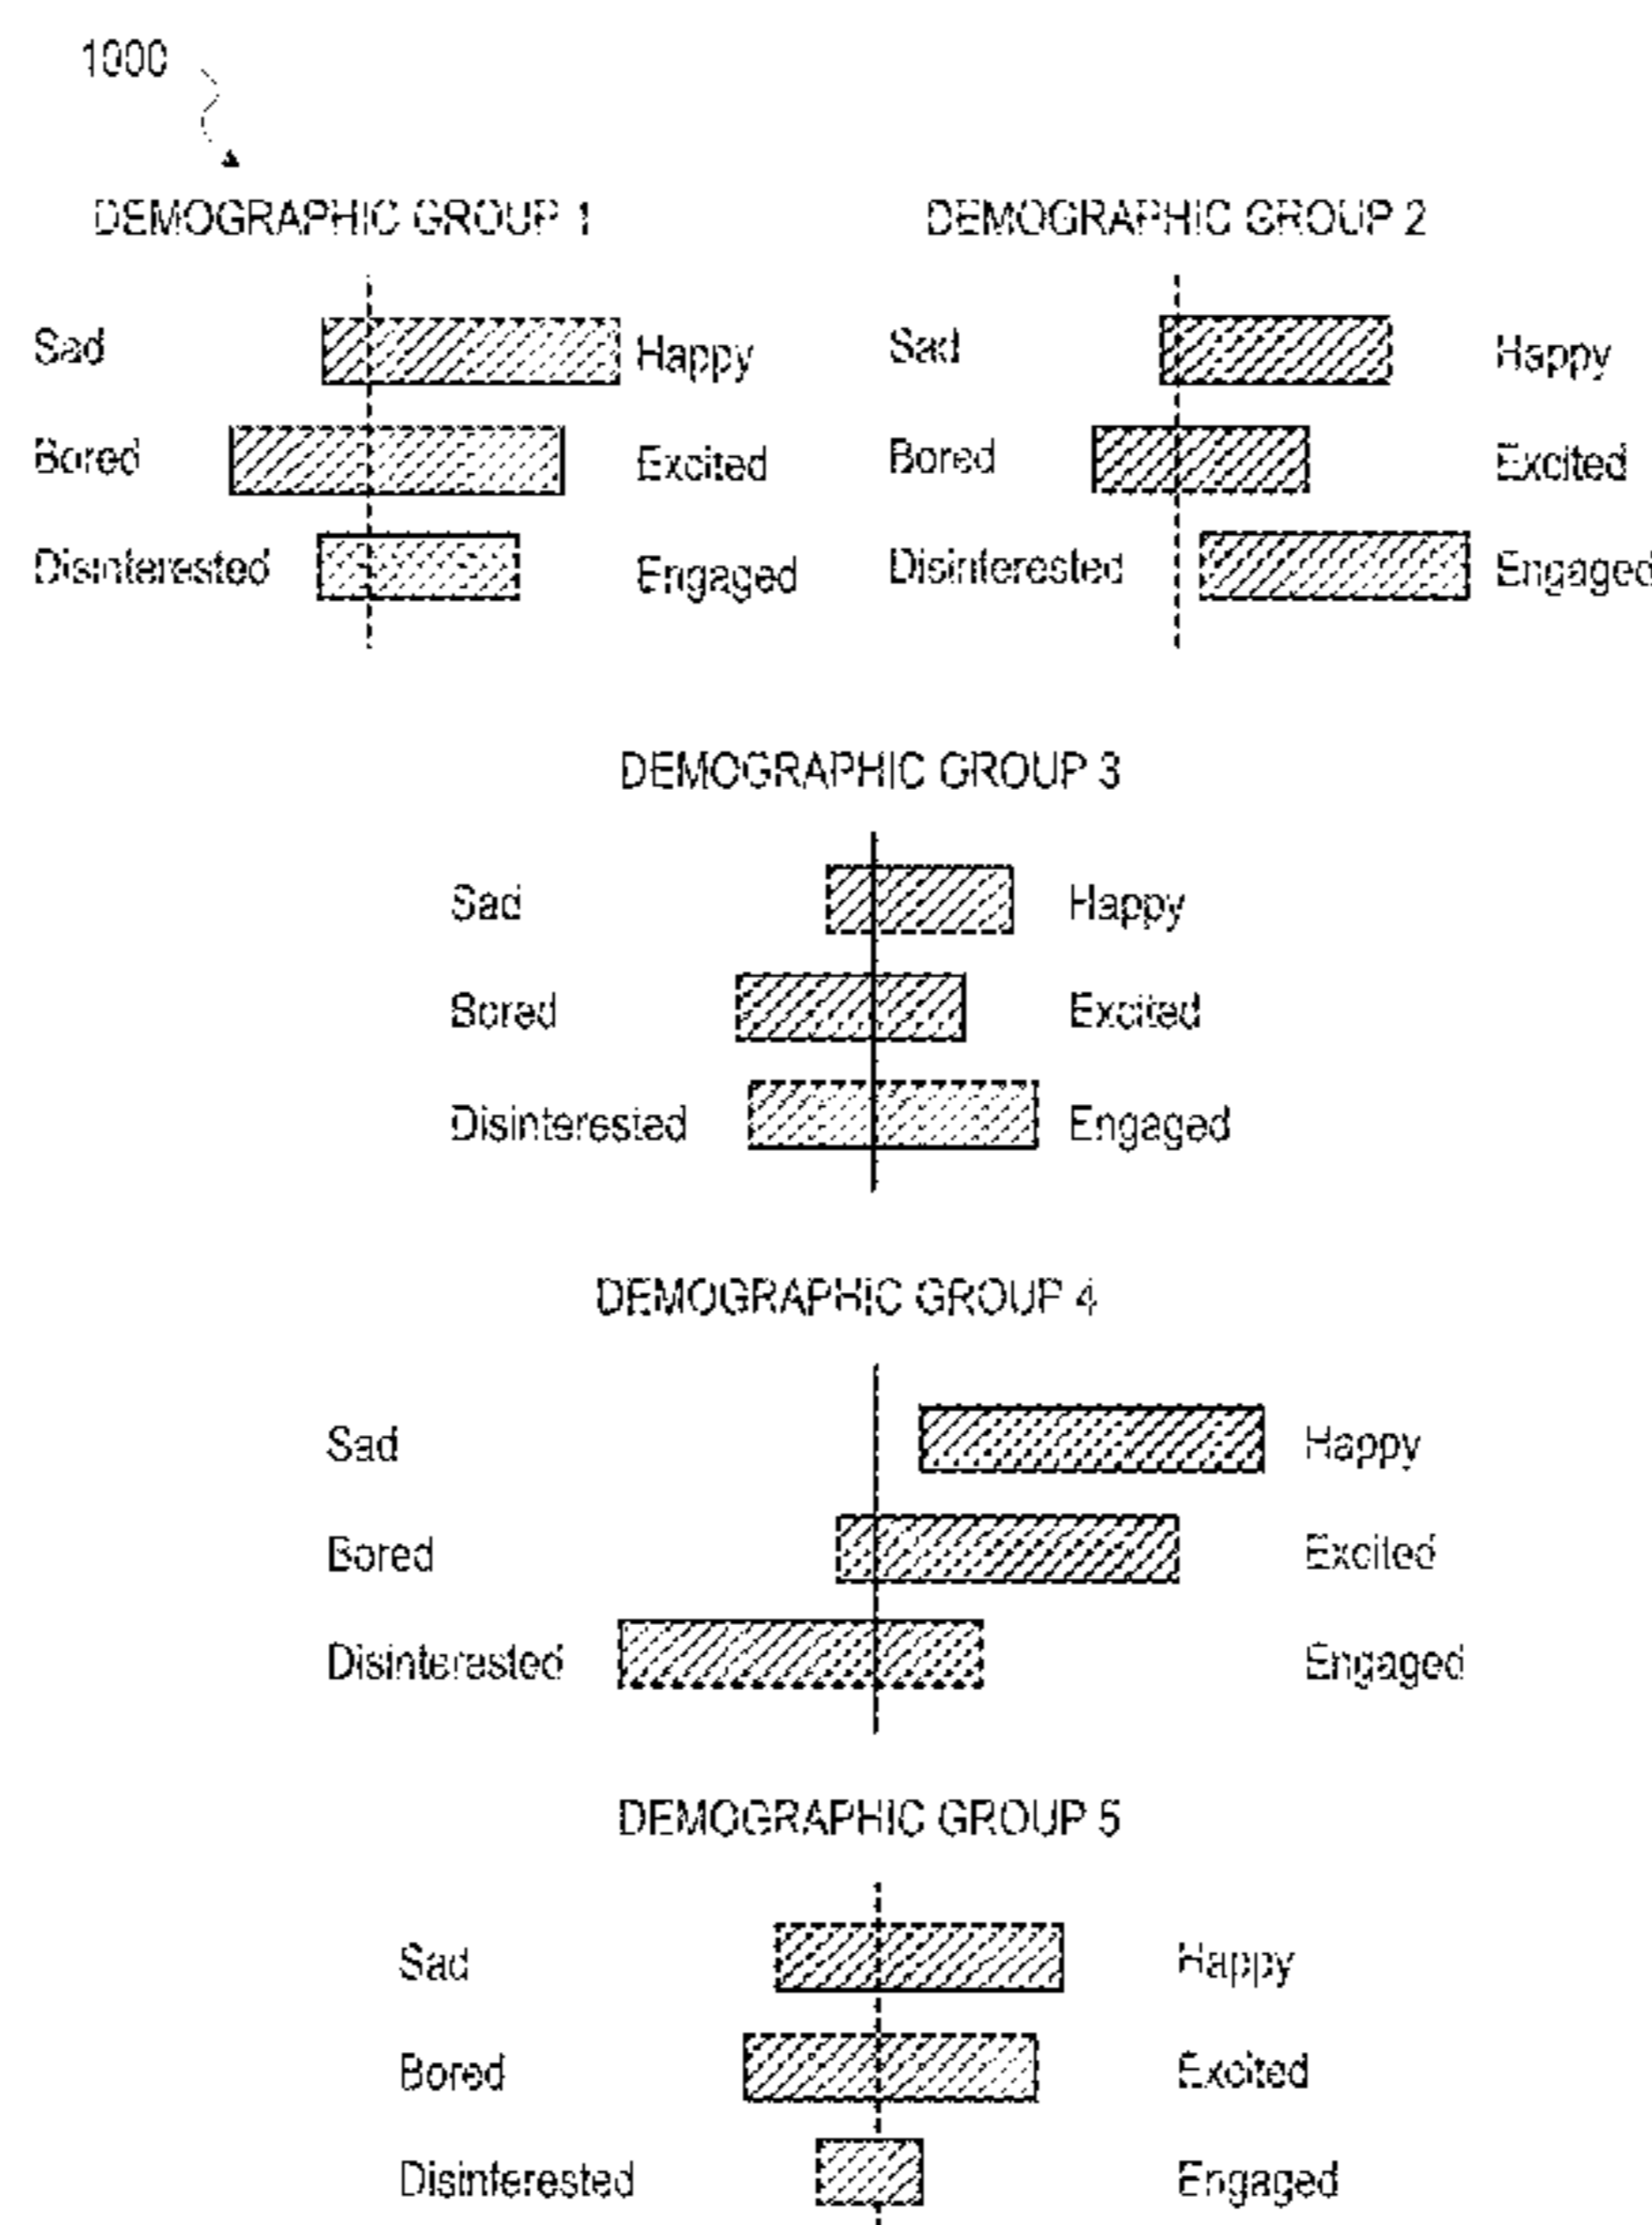 1000
DEMOGRAPHIC GROUP 1
Sad Happy
Bored Excited
Disinterested Engaged
DEMOGRAPHIC GROUP 2
Sad Happy
Bored Excited
Disinterested Engaged
DEMOGRAPHIC GROUP 3
Sad Happy
Bored Excited
Disinterested Engaged
DEMOGRAPHIC GROUP 4
Sad Happy
Bored Excited
Disinterested Engaged
DEMOGRAPHIC GROUP 5
Sad Happy
Bored Excited
Disinterested Engaged